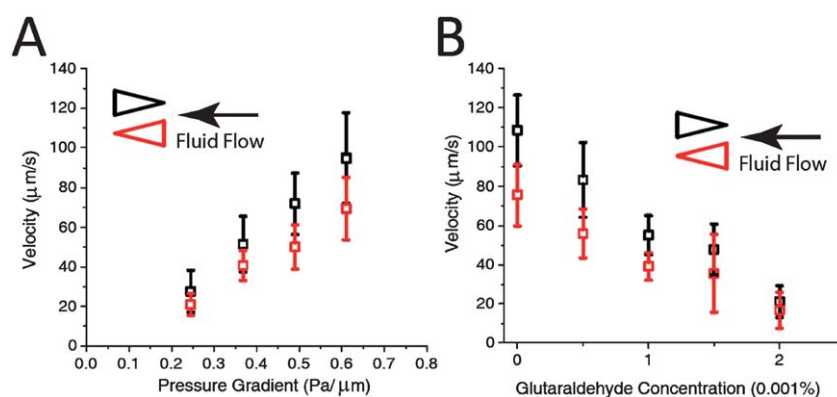 A
B
140
120
100
80
60
40
20
0
Velocity (μm/s)
Fluid Flow
0.0 0.1 0.2 0.3 0.4 0.5 0.6 0.7 0.8
Pressure Gradient (Pa/μm)
140
120
100
80
60
40
20
0
Velocity (μm/s)
Fluid Flow
0 1 2
Glutaraldehyde Concentration (0.001%)